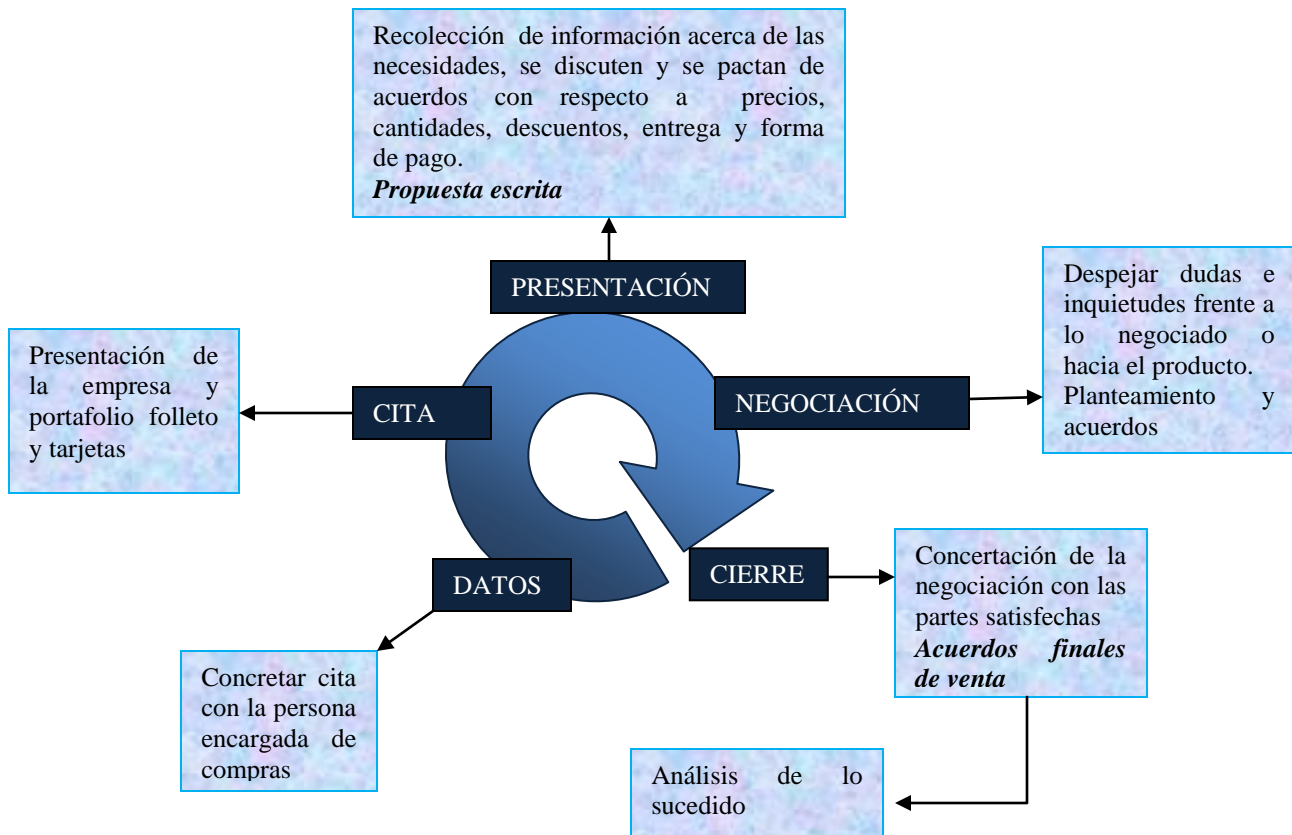 Recolección de información acerca de las
necesidades, se discuten y se pactan de
acuerdos con respecto a precios,
cantidades, descuentos, entrega y forma
de pago.
Propuesta escrita
PRESENTACIÓN
Despejar dudas e
inquietudes frente a
lo negociado o
hacia el producto.
Planteamiento y
acuerdos
NEGOCIACIÓN
Presentación de
la empresa y
portafolio folleto
y tarjetas
CITA
DATOS
CIERRE
Concertación de la
negociación con las
partes satisfechas
Acuerdos finales
de venta
Concretar cita
con la persona
encargada de
compras
Análisis de lo
sucedido